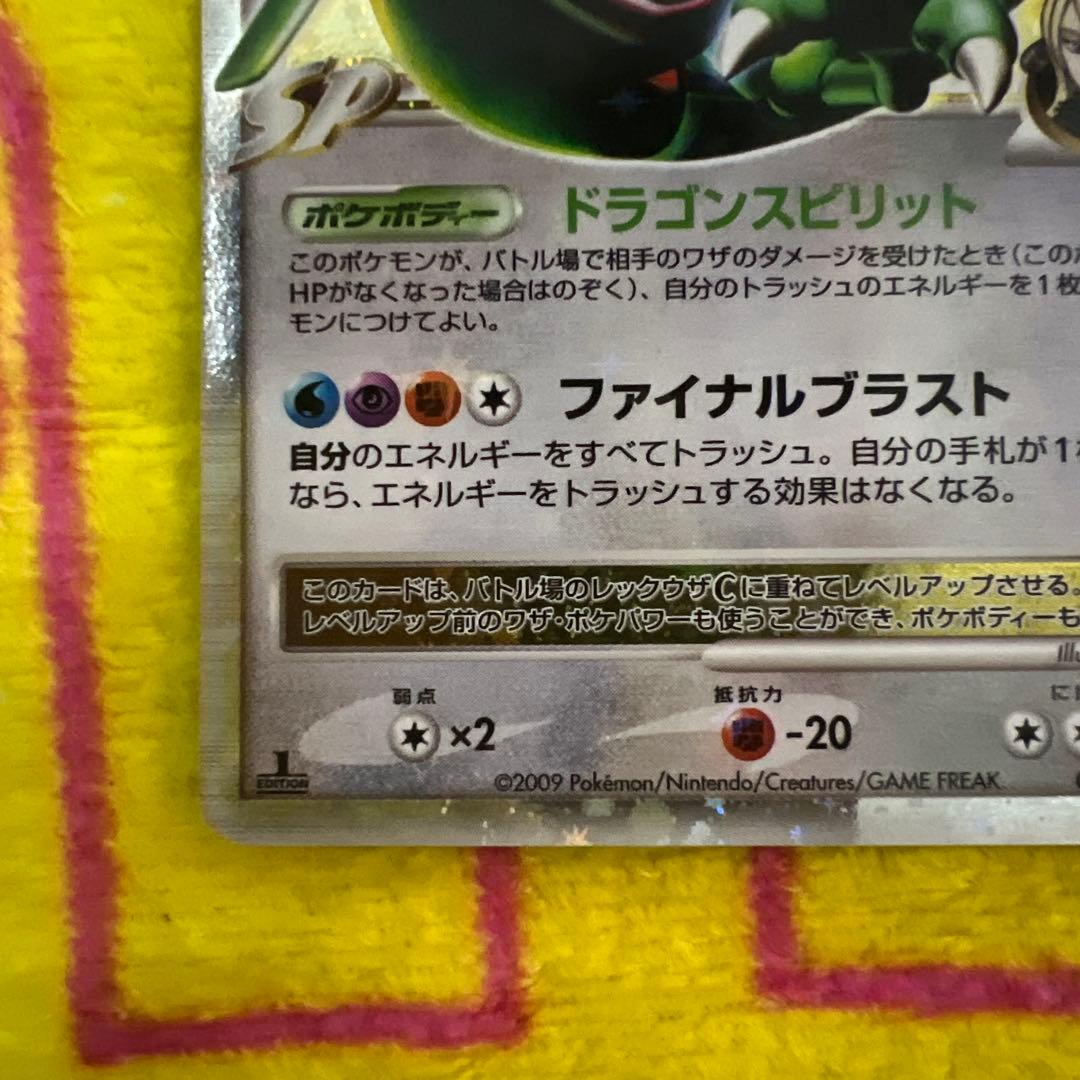 SP
ポケボディー ドラゴンスピリット
このポケモンが、バトル場で相手のワザのダメージを受けたとき(この
HPがなくなった場合はのぞく)、自分のトラッシュのエネルギーを1枚
モンにつけてよい。
ファイナルブラスト
自分のエネルギーをすべてトラッシュ。自分の手札が1
なら、エネルギーをトラッシュする効果はなくなる。
このカードは、バトル場のレックウザCに重ねてレベルアップさせる。
レベルアップ前のワザ・ポケパワーも使うことができ、ポケボディーも
Illu
弱点 抵抗力 に
×2 -20
1
EDITION
©2009 Pokémon/Nintendo/Creatures/GAME FREAK.